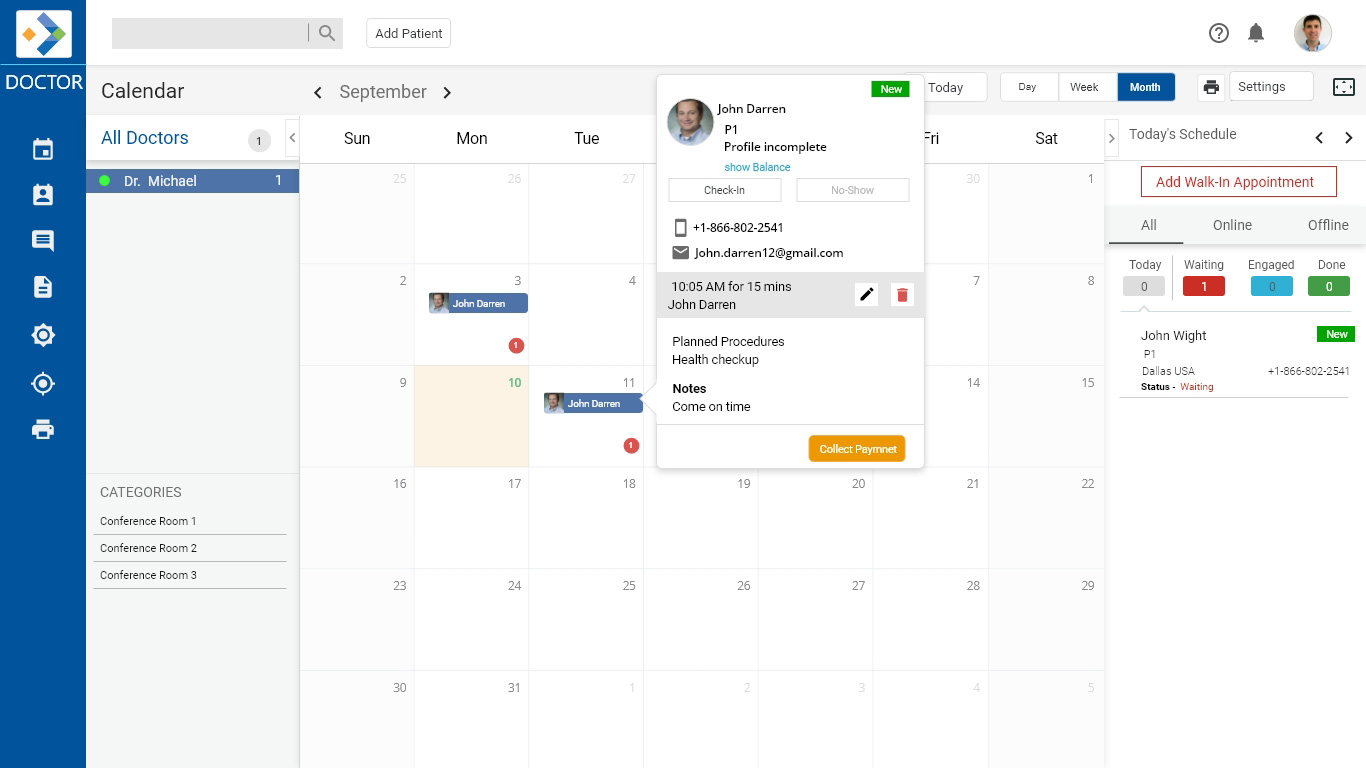 Add Patient
DOCTOR
Calendar
September
Today
Day
Week
Month
Settings
All Doctors
1
Dr. Michael
1
CATEGORIES
Conference Room 1
Conference Room 2
Conference Room 3
Sun
Mon
Tue
Fri
Sat
25
26
27
30
1
2
3
4
7
8
John Darren
1
9
10
11
14
15
John Darren
1
16
17
18
19
20
21
22
23
24
25
26
27
28
29
30
31
1
2
3
4
5
New
John Darren
P1
Profile incomplete
show Balance
Check-In
No-Show
+1-866-802-2541
John.darren12@gmail.com
10:05 AM for 15 mins
John Darren
Planned Procedures
Health checkup
Notes
Come on time
Collect Paymnet
Today's Schedule
Add Walk-In Appointment
All
Online
Offline
Today
Waiting
Engaged
Done
0
1
0
0
John Wight
New
P1
Dallas USA
+1-866-802-2541
Status - Waiting